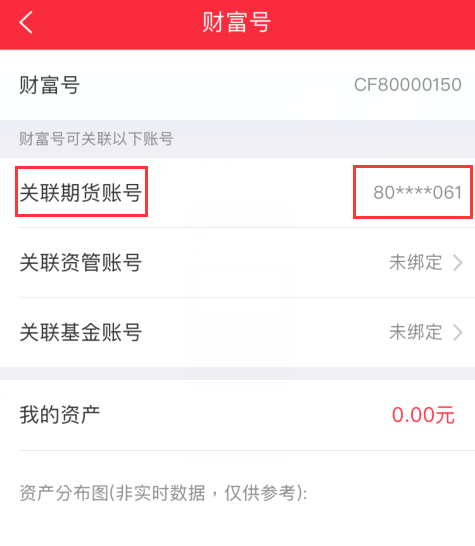 财富号
财富号 CF80000150
财富号可关联以下账号
关联期货账号 80****061
关联资管账号 未绑定
关联基金账号 未绑定
我的资产 0.00元
资产分布图(非实时数据，仅供参考):